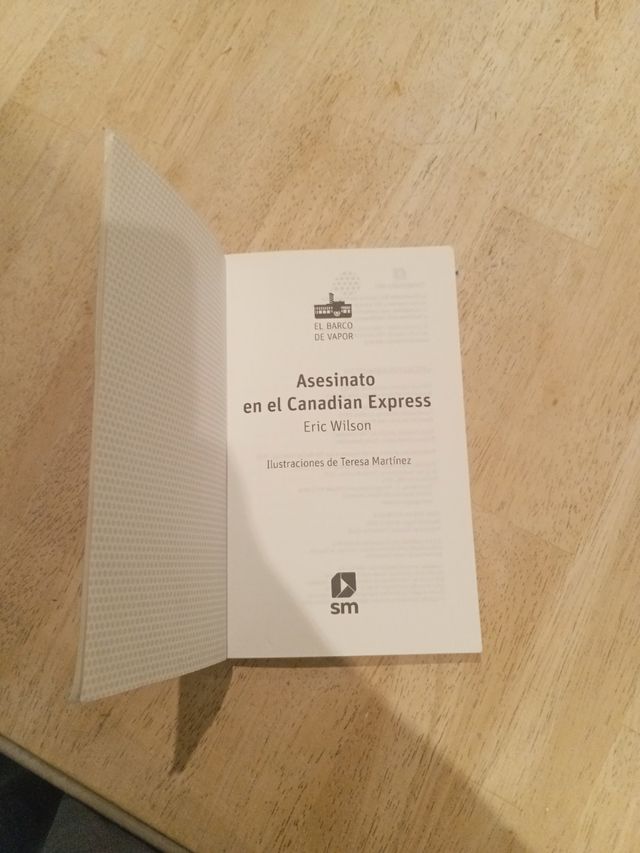 EL BARCO
DE VAPOR
Asesinato
en el Canadian Express
Eric Wilson
Ilustraciones de Teresa Martínez
sm